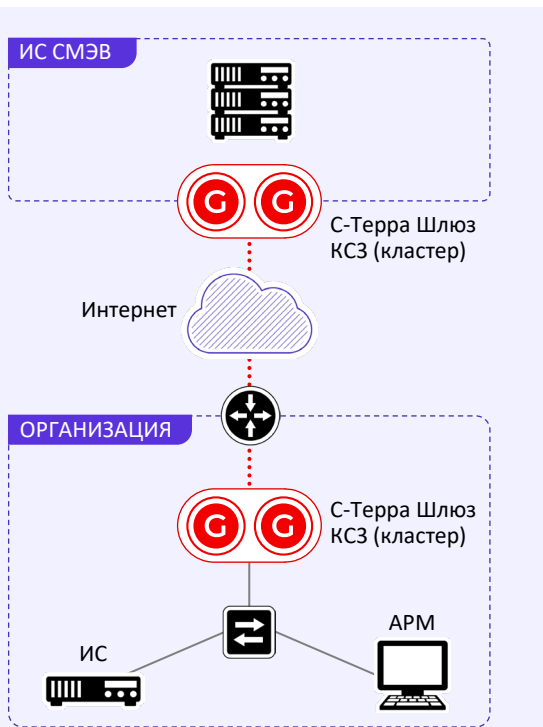 ИС СМЭВ
G G
С-Терра Шлюз
КС3 (кластер)
Интернет
ОРГАНИЗАЦИЯ
G G
С-Терра Шлюз
КС3 (кластер)
АРМ
ИС